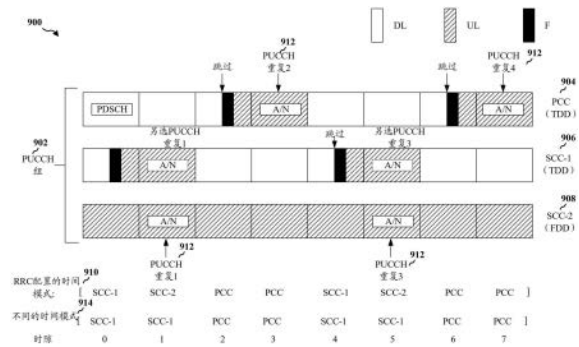 900
DL
UL
F
912
PUCCH
重复2
跳过
跳过
PUCCH
重复4
912
904
PCC
(TDD)
PDSCH
A/N
A/N
902
PUCCH
组
另选PUCCH
重复1
跳过
另选PUCCH
重复3
906
SCC-1
(TDD)
A/N
A/N
908
SCC-2
(FDD)
A/N
A/N
912
PUCCH
重复1
912
PUCCH
重复3
910
RRC配置的时间
模式:
[ SCC-1 SCC-2 PCC PCC SCC-1 SCC-2 PCC PCC ]
914
不同的时间模式
[ SCC-1 SCC-1 PCC PCC SCC-1 SCC-1 PCC PCC ]
时隙 0 1 2 3 4 5 6 7